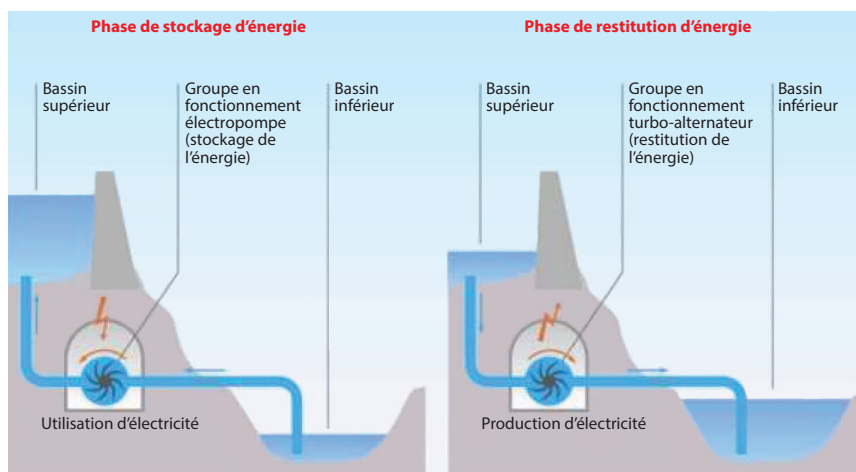 Phase de stockage d’énergie
Bassin
supérieur
Groupe en
fonctionnement
électropompe
(stockage de
l’énergie)
Bassin
inférieur
Utilisation d’électricité
Phase de restitution d’énergie
Bassin
supérieur
Groupe en
fonctionnement
turbo-alternateur
(restitution de
l’énergie)
Bassin
inférieur
Production d’électricité